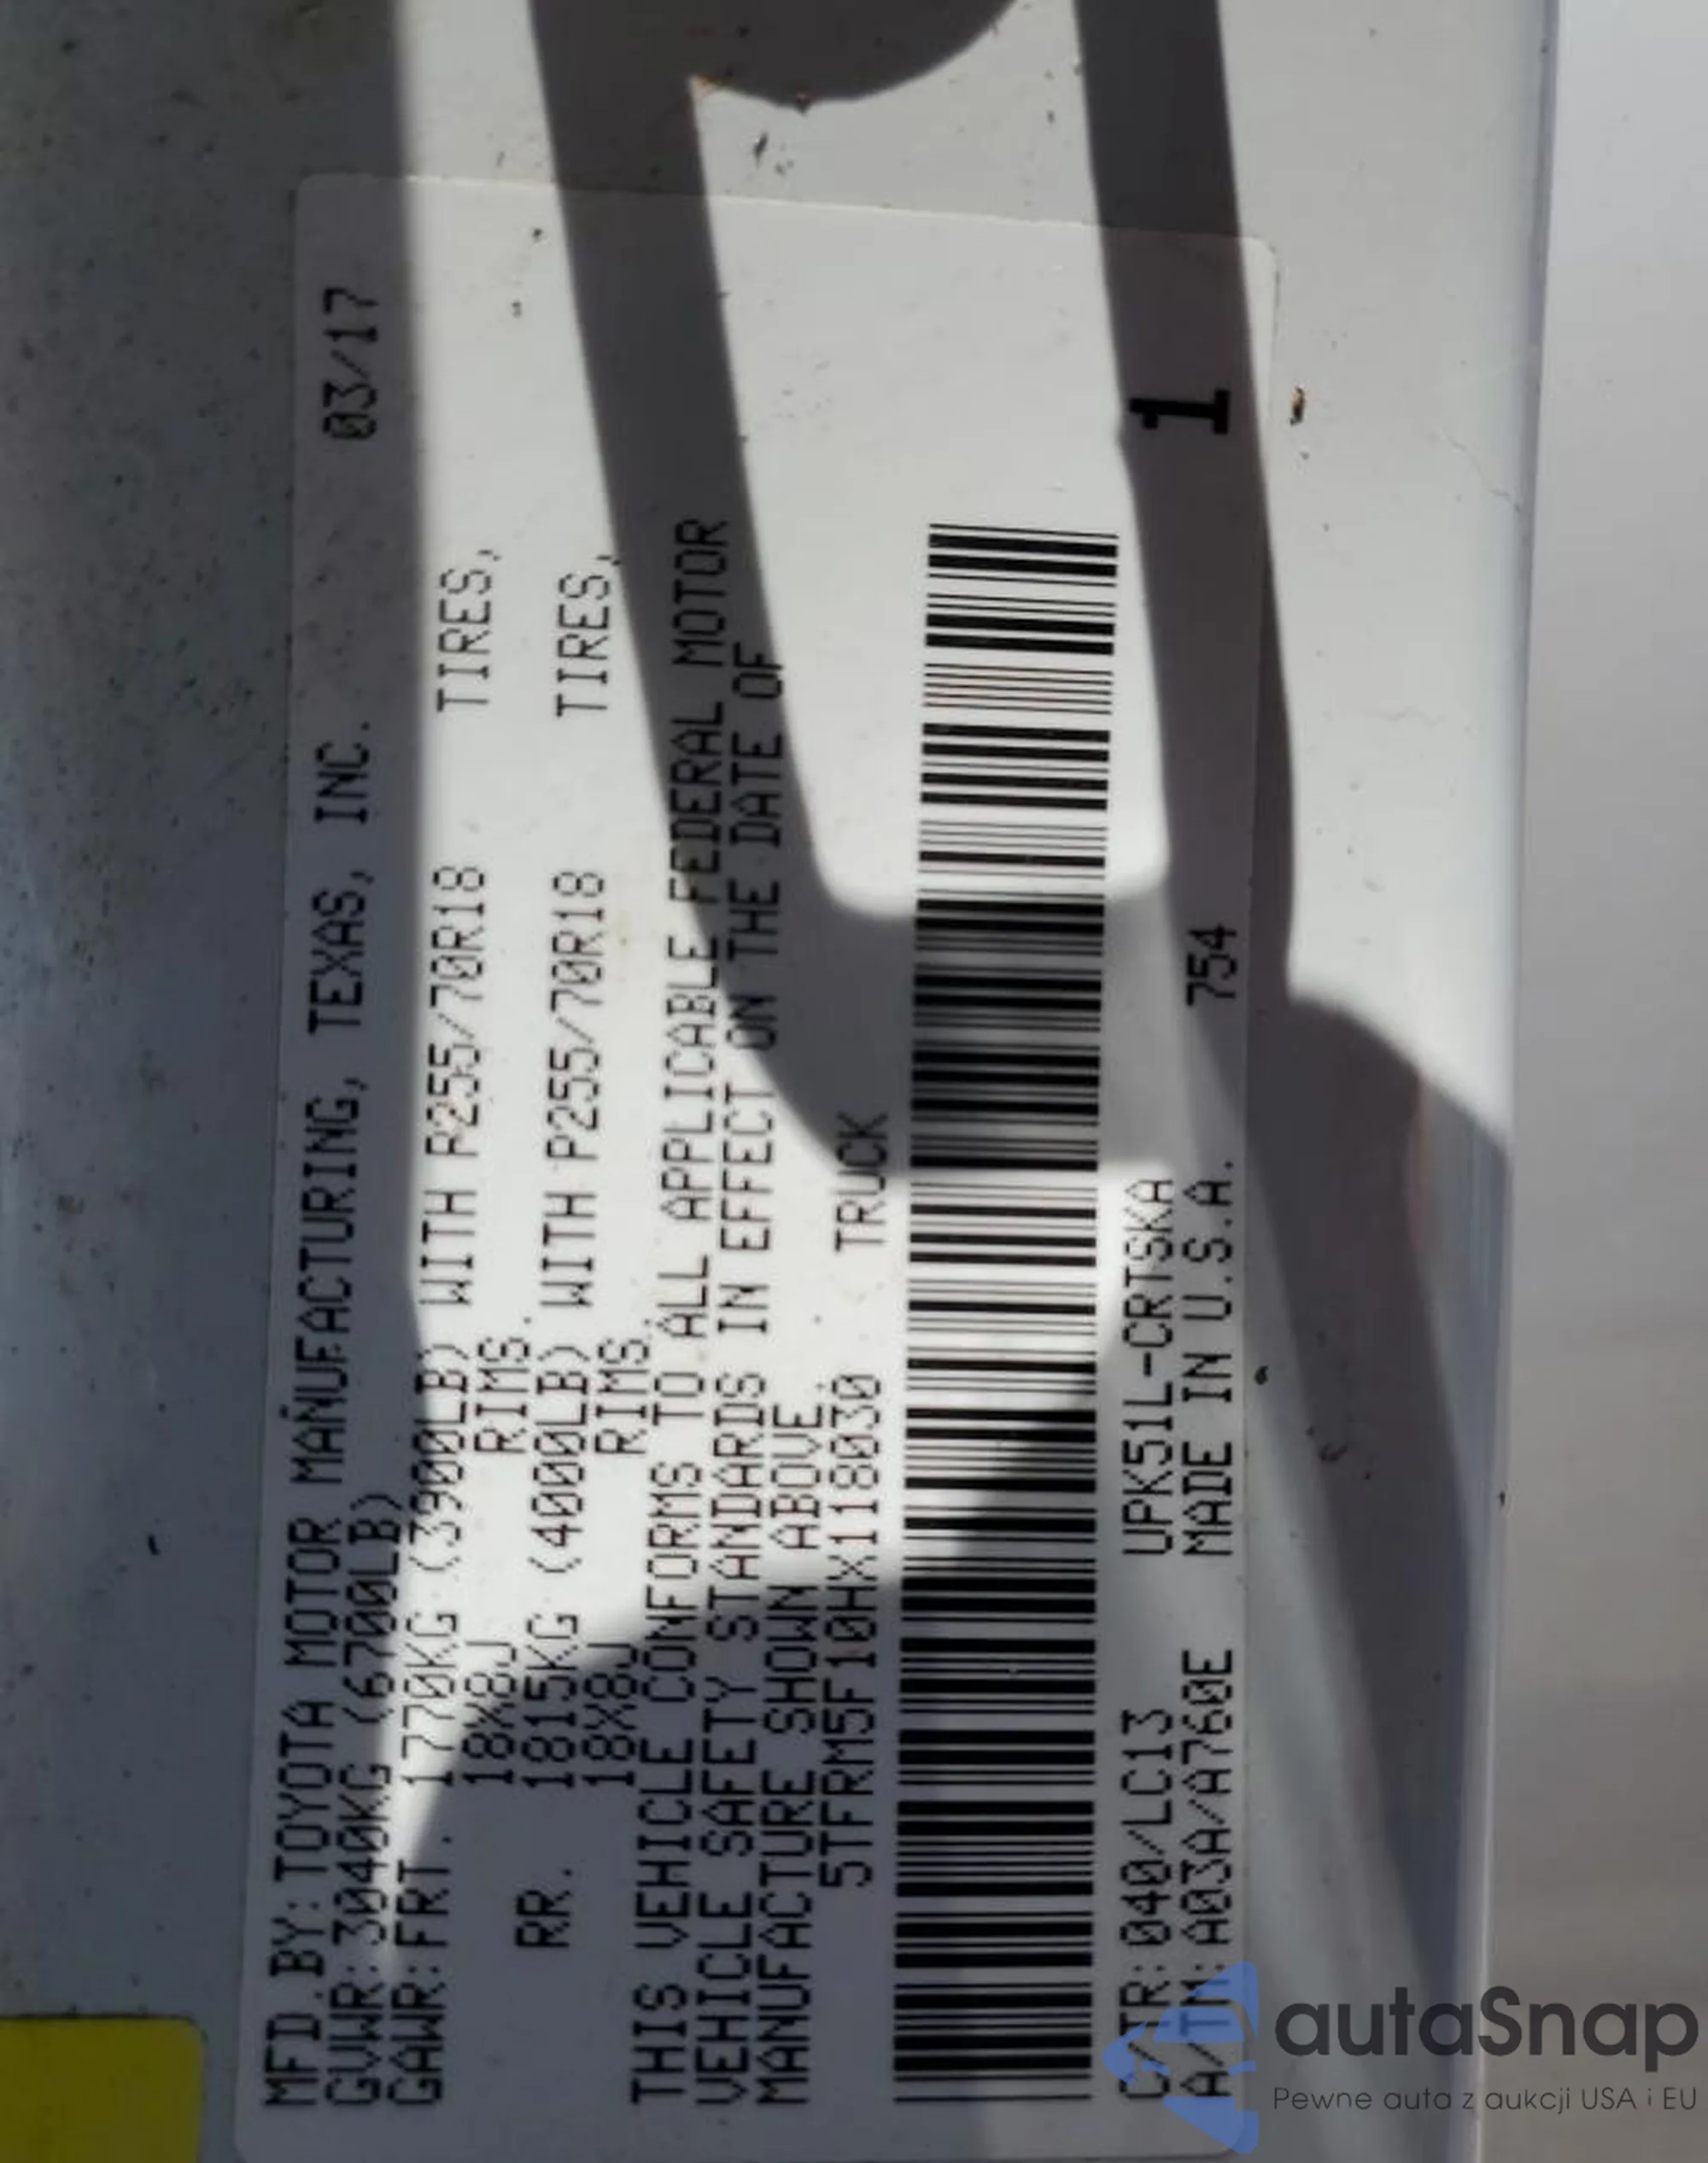 MFD.BY:TOYOTA MOTOR MANUFACTURING, TEXAS, INC. 03/17
GVWR:3040KG (6700LB)
GAWR:FRT. 1770KG (3900LB) WITH P255/70R18 TIRES,
18X8J RIMS.
RR. 1815KG (4000LB) WITH P255/70R18 TIRES,
18X8J RIMS.
THIS VEHICLE CONFORMS TO ALL APPLICABLE FEDERAL MOTOR
VEHICLE SAFETY STANDARDS IN EFFECT ON THE DATE OF
MANUFACTURE SHOWN ABOVE.
5TFRM5F10HX118030 TRUCK
C/TR:040/LC13 UPK51L-CRTSKA
A/TM:A03A/A760E MADE IN U.S.A. 754
1
autaSnap
Pewne auta z aukcji USA i EU